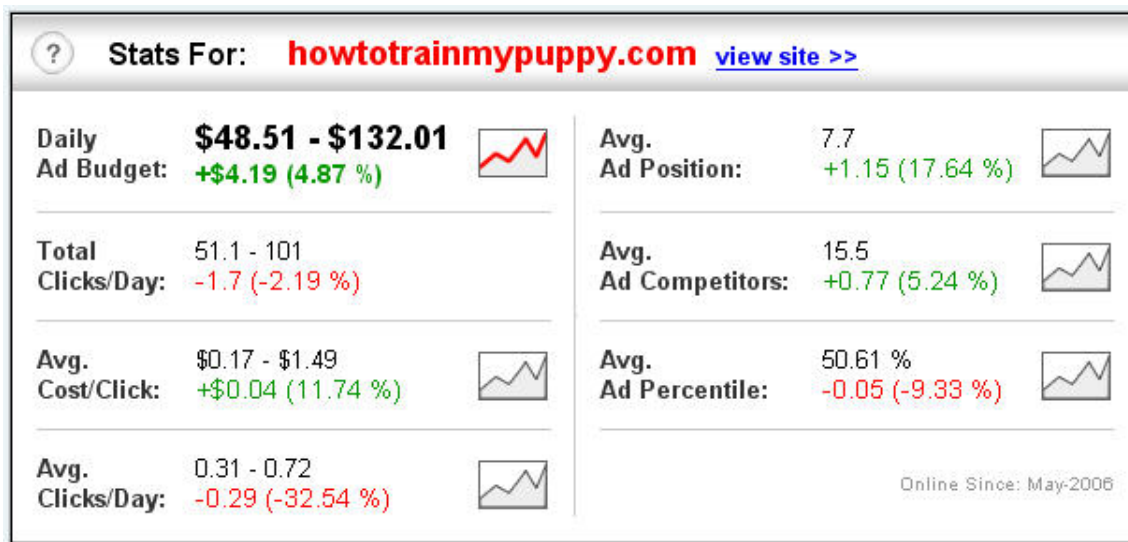 ? Stats For: howtotrainmypuppy.com view site >>
Daily
Ad Budget:
$48.51 - $132.01
+$4.19 (4.87 %)
Total
Clicks/Day:
51.1 - 101
-1.7 (-2.19 %)
Avg.
Cost/Click:
$0.17 - $1.49
+$0.04 (11.74 %)
Avg.
Clicks/Day:
0.31 - 0.72
-0.29 (-32.54 %)
Avg.
Ad Position:
7.7
+1.15 (17.64 %)
Avg.
Ad Competitors:
15.5
+0.77 (5.24 %)
Avg.
Ad Percentile:
50.61 %
-0.05 (-9.33 %)
Online Since: May-2006